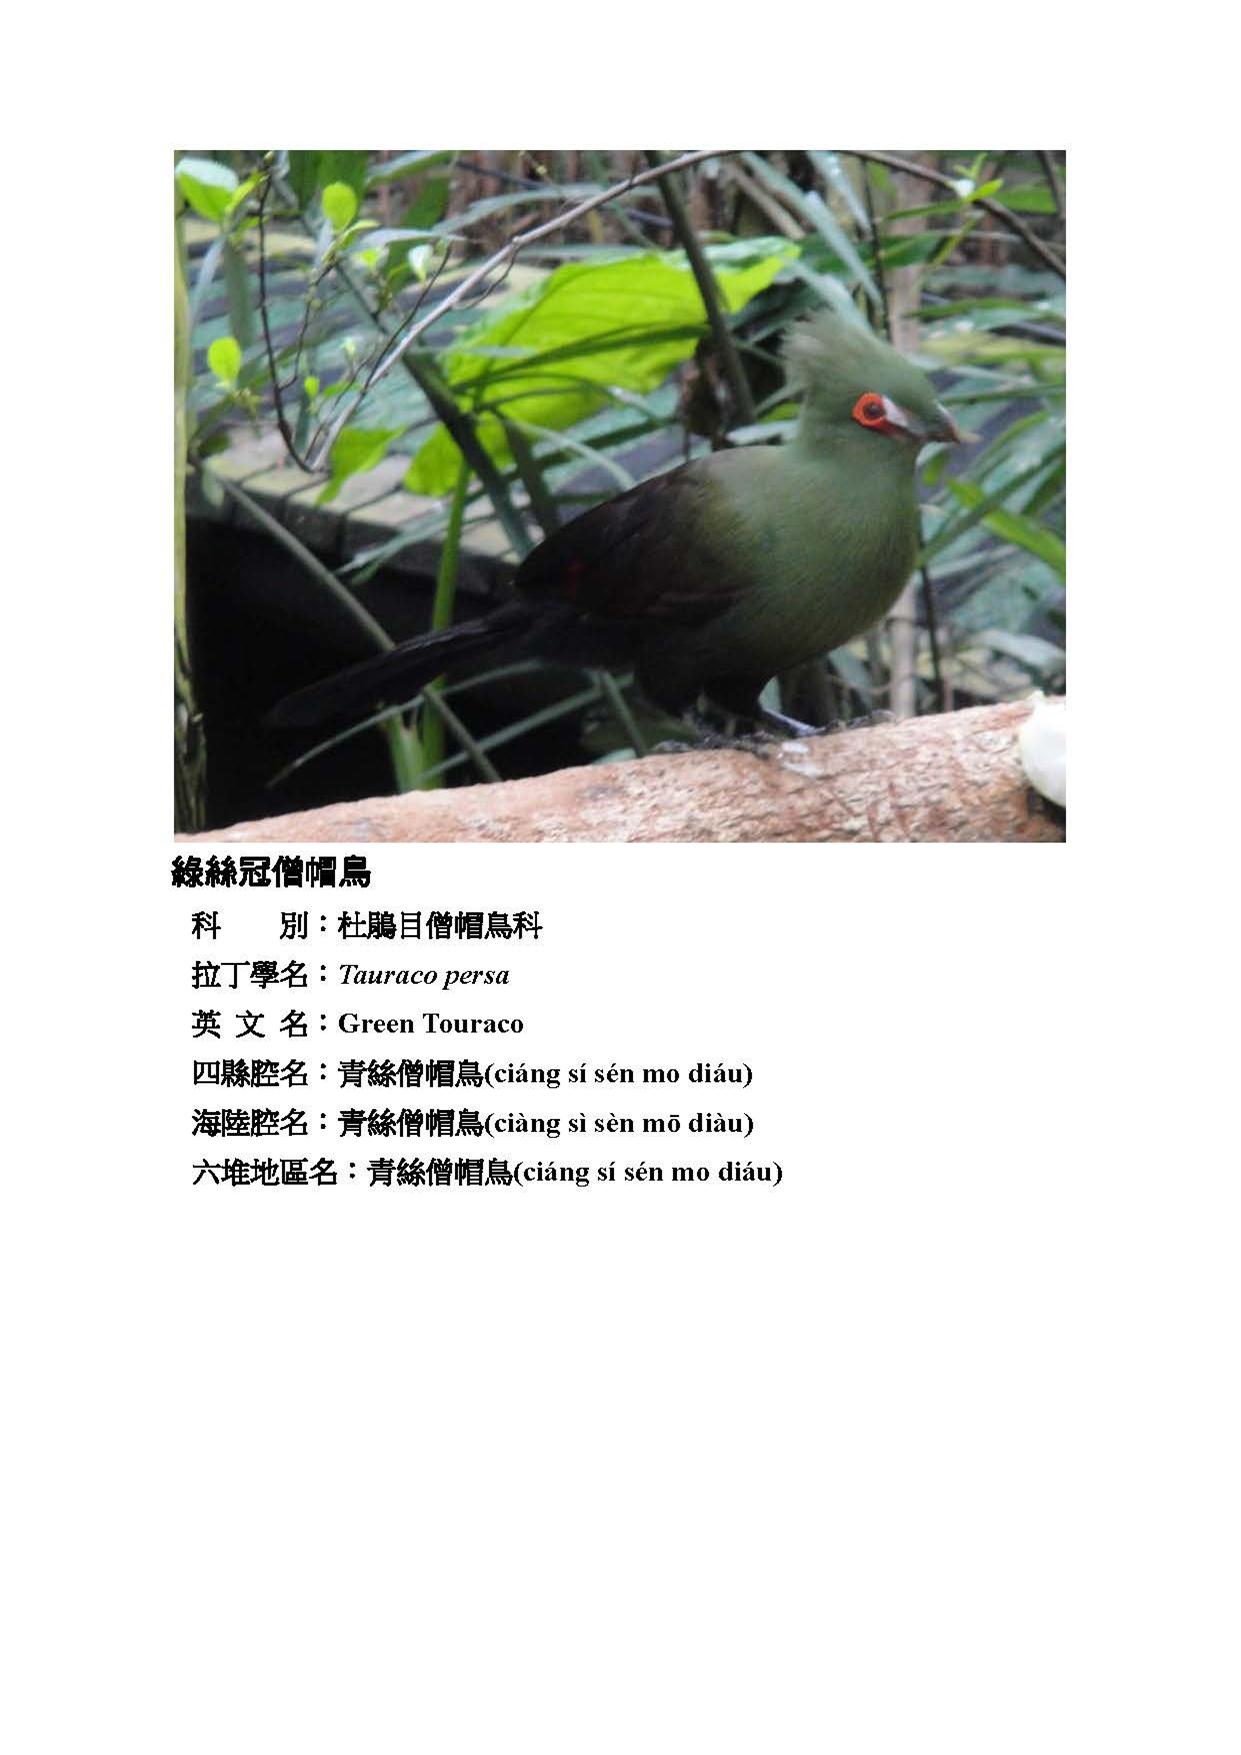 綠絲冠僧帽鳥
科　　別：杜鵑目僧帽鳥科
拉丁學名：Tauraco persa
英 文 名：Green Touraco
四縣腔名：青絲僧帽鳥(ciáng sí sén mo diáu)
海陸腔名：青絲僧帽鳥(ciàng sì sèn mō diàu)
六堆地區名：青絲僧帽鳥(ciáng sí sén mo diáu)